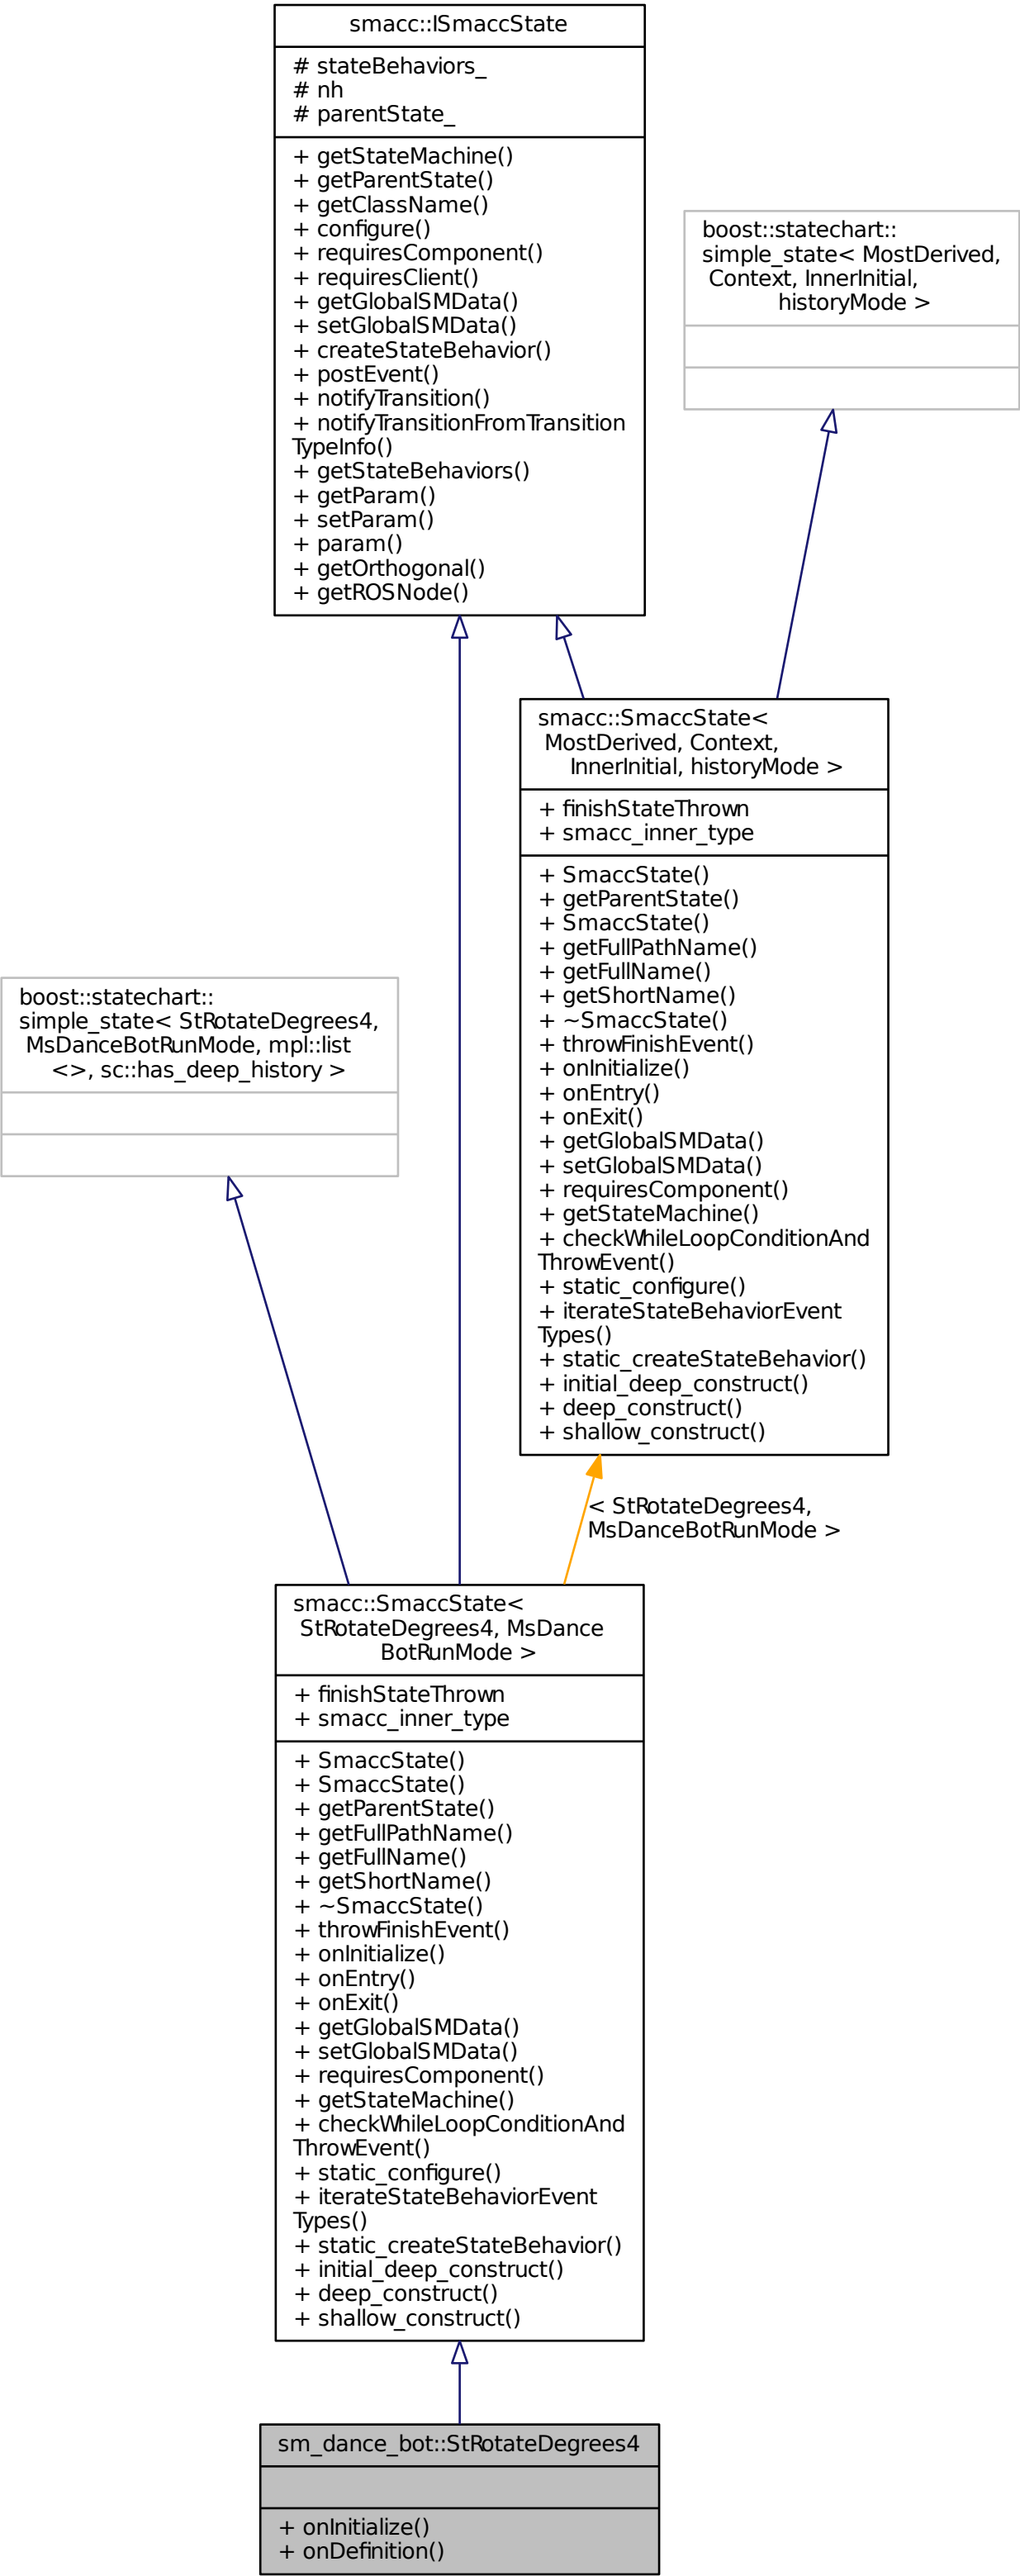 smacc::ISmaccState
# stateBehaviors_
# nh
# parentState_
+ getStateMachine()
+ getParentState()
+ getClassName()
+ configure()
+ requiresComponent()
+ requiresClient()
+ getGlobalSMData()
+ setGlobalSMData()
+ createStateBehavior()
+ postEvent()
+ notifyTransition()
+ notifyTransitionFromTransition
TypeInfo()
+ getStateBehaviors()
+ getParam()
+ setParam()
+ param()
+ getOrthogonal()
+ getROSNode()
boost::statechart::
simple_state< MostDerived,
Context, InnerInitial,
historyMode >
smacc::SmaccState<
MostDerived, Context,
InnerInitial, historyMode >
+ finishStateThrown
+ smacc_inner_type
+ SmaccState()
+ getParentState()
+ SmaccState()
+ getFullPathName()
+ getFullName()
+ getShortName()
+ ~SmaccState()
+ throwFinishEvent()
+ onInitialize()
+ onEntry()
+ onExit()
+ getGlobalSMData()
+ setGlobalSMData()
+ requiresComponent()
+ getStateMachine()
+ checkWhileLoopConditionAnd
ThrowEvent()
+ static_configure()
+ iterateStateBehaviorEvent
Types()
+ static_createStateBehavior()
+ initial_deep_construct()
+ deep_construct()
+ shallow_construct()
boost::statechart::
simple_state< StRotateDegrees4,
MsDanceBotRunMode, mpl::list
<>, sc::has_deep_history >
< StRotateDegrees4,
MsDanceBotRunMode >
smacc::SmaccState<
StRotateDegrees4, MsDance
BotRunMode >
+ finishStateThrown
+ smacc_inner_type
+ SmaccState()
+ SmaccState()
+ getParentState()
+ getFullPathName()
+ getFullName()
+ getShortName()
+ ~SmaccState()
+ throwFinishEvent()
+ onInitialize()
+ onEntry()
+ onExit()
+ getGlobalSMData()
+ setGlobalSMData()
+ requiresComponent()
+ getStateMachine()
+ checkWhileLoopConditionAnd
ThrowEvent()
+ static_configure()
+ iterateStateBehaviorEvent
Types()
+ static_createStateBehavior()
+ initial_deep_construct()
+ deep_construct()
+ shallow_construct()
sm_dance_bot::StRotateDegrees4
+ onInitialize()
+ onDefinition()